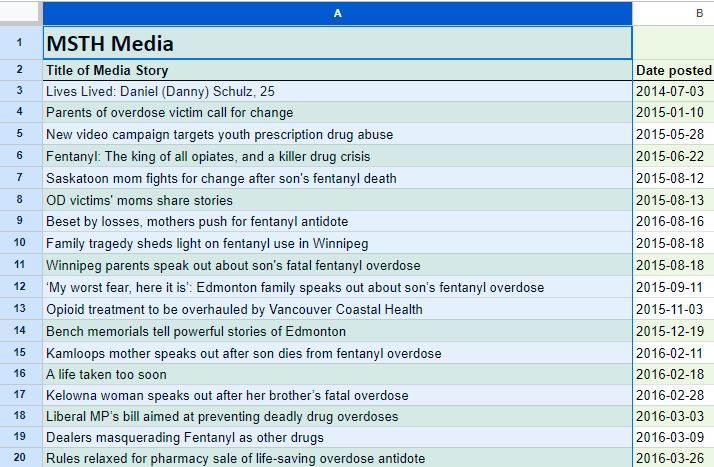 A B
1 MSTH Media
2 Title of Media Story Date posted
3 Lives Lived: Daniel (Danny) Schulz, 25 2014-07-03
4 Parents of overdose victim call for change 2015-01-10
5 New video campaign targets youth prescription drug abuse 2015-05-28
6 Fentanyl: The king of all opiates, and a killer drug crisis 2015-06-22
7 Saskatoon mom fights for change after son's fentanyl death 2015-08-12
8 OD victims' moms share stories 2015-08-13
9 Beset by losses, mothers push for fentanyl antidote 2016-08-16
10 Family tragedy sheds light on fentanyl use in Winnipeg 2015-08-18
11 Winnipeg parents speak out about son's fatal fentanyl overdose 2015-08-18
12 ‘My worst fear, here it is’: Edmonton family speaks out about son’s fentanyl overdose 2015-09-11
13 Opioid treatment to be overhauled by Vancouver Coastal Health 2015-11-03
14 Bench memorials tell powerful stories of Edmonton 2015-12-19
15 Kamloops mother speaks out after son dies from fentanyl overdose 2016-02-11
16 A life taken too soon 2016-02-18
17 Kelowna woman speaks out after her brother’s fatal overdose 2016-02-28
18 Liberal MP’s bill aimed at preventing deadly drug overdoses 2016-03-03
19 Dealers masquerading Fentanyl as other drugs 2016-03-09
20 Rules relaxed for pharmacy sale of life-saving overdose antidote 2016-03-26